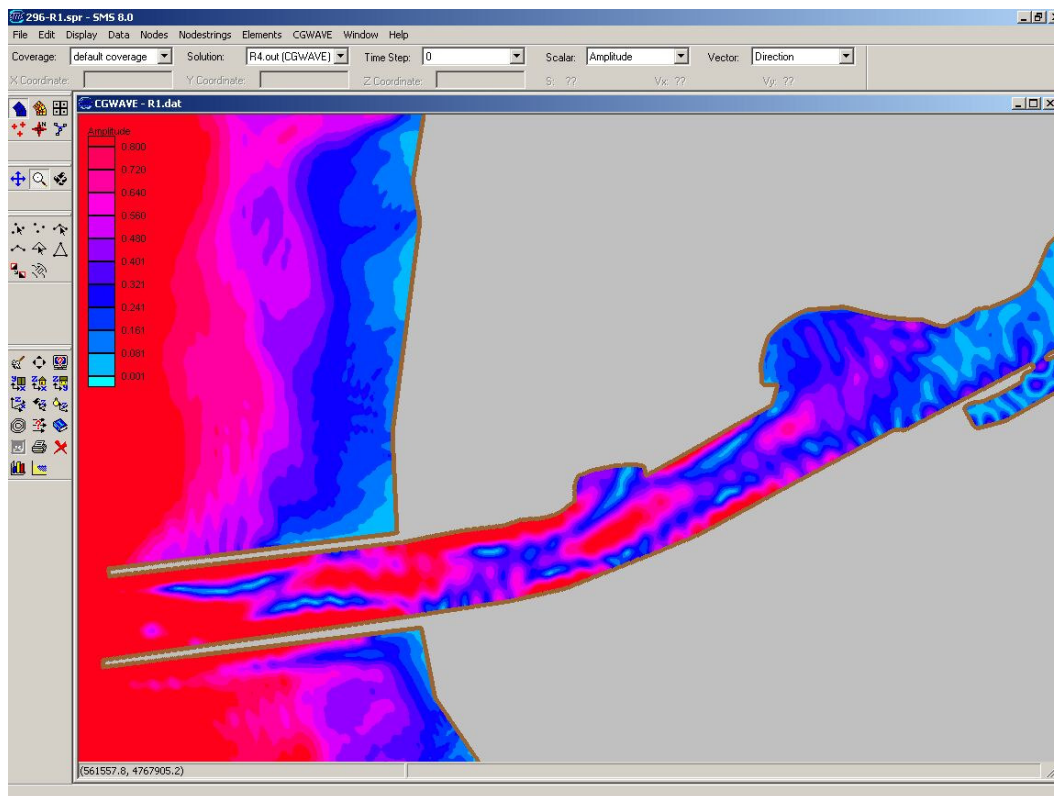 296-R1.spr - SMS 8.0
File Edit Display Data Nodes Nodestrings Elements CGWAVE Window Help
Coverage: default coverage Solution: R4.out (CGWAVE) Time Step: 0 Scalar: Amplitude Vector: Direction
X Coordinate: Y Coordinate: Z Coordinate: S: ?? Vx: ?? Vy: ??
CGWAVE - R1.dat
Amplitude
0.800
0.720
0.640
0.560
0.480
0.401
0.321
0.241
0.161
0.081
0.001
(561557.8, 4767905.2)